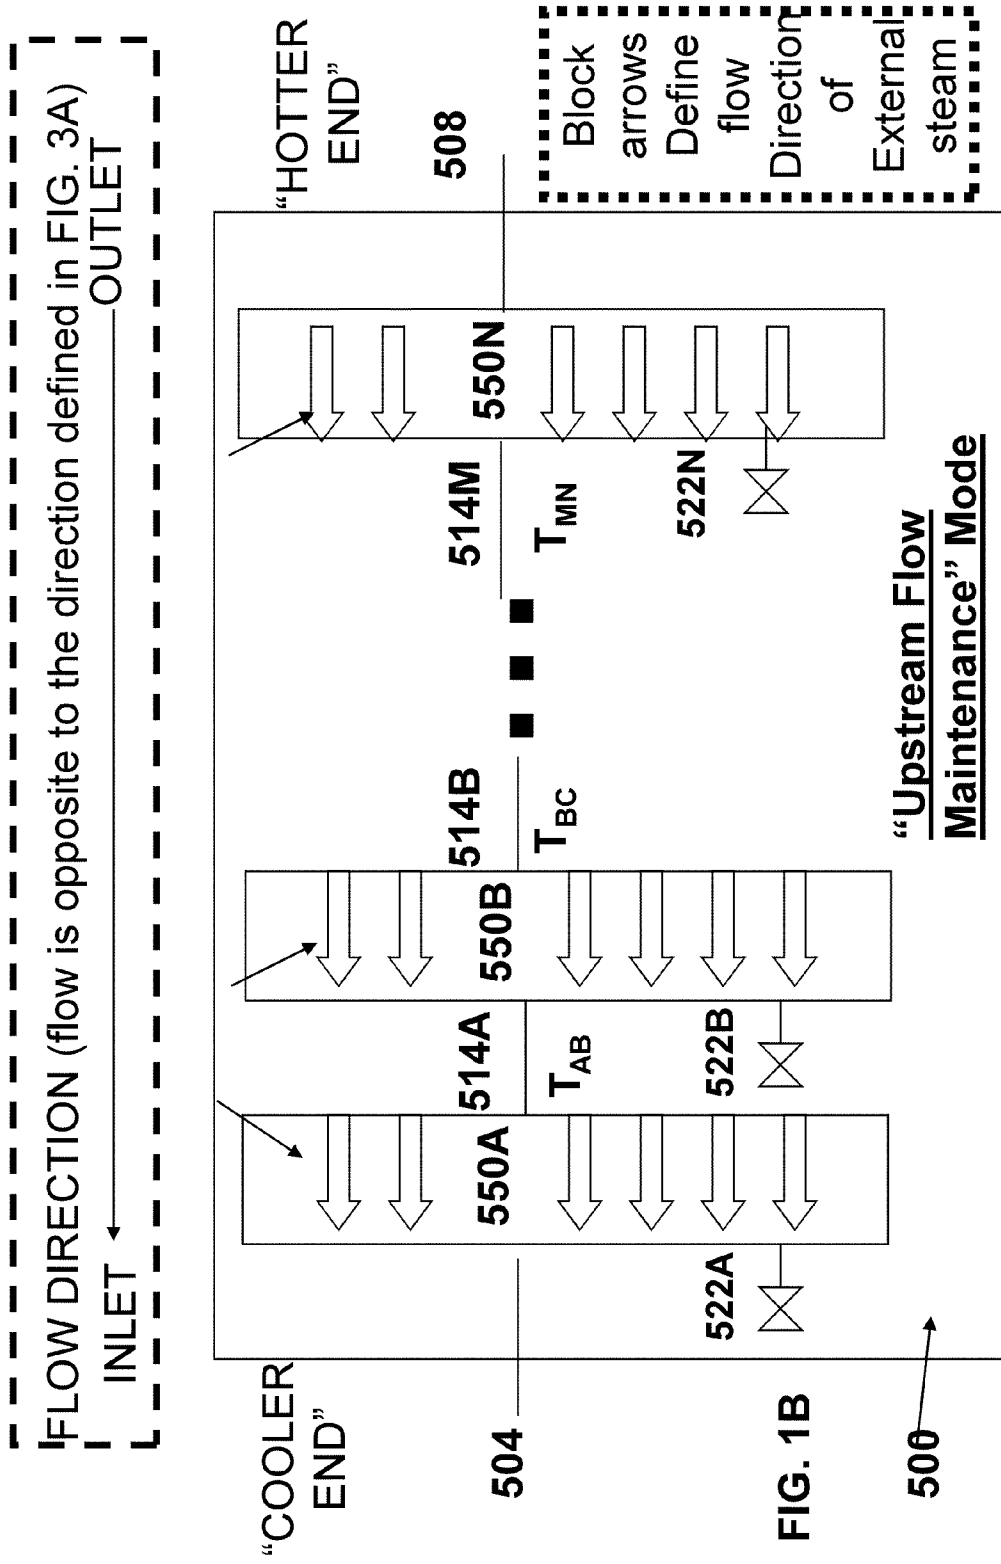 FLOW DIRECTION (flow is opposite to the direction defined in FIG. 3A)
INLET
OUTLET
“COOLER
END”
“HOTTER
END”
504
508
514A
514B
514M
550A
550B
550N
T_AB
T_BC
T_MN
522A
522B
522N
Block
arrows
Define
flow
Direction
of
External
steam
FIG. 1B
“Upstream Flow
Maintenance” Mode
500